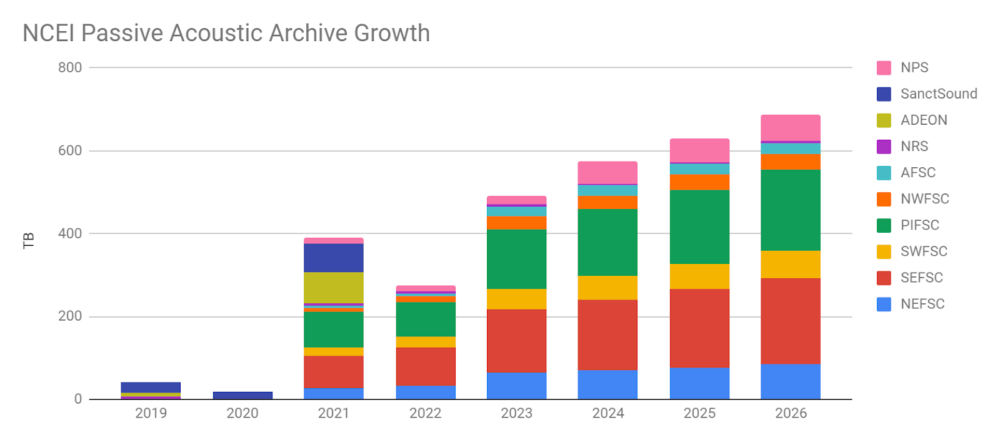 NCEI Passive Acoustic Archive Growth
800
600
400
200
0
TB
2019 2020 2021 2022 2023 2024 2025 2026
NPS
SanctSound
ADEON
NRS
AFSC
NWFSC
PIFSC
SWFSC
SEFSC
NEFSC